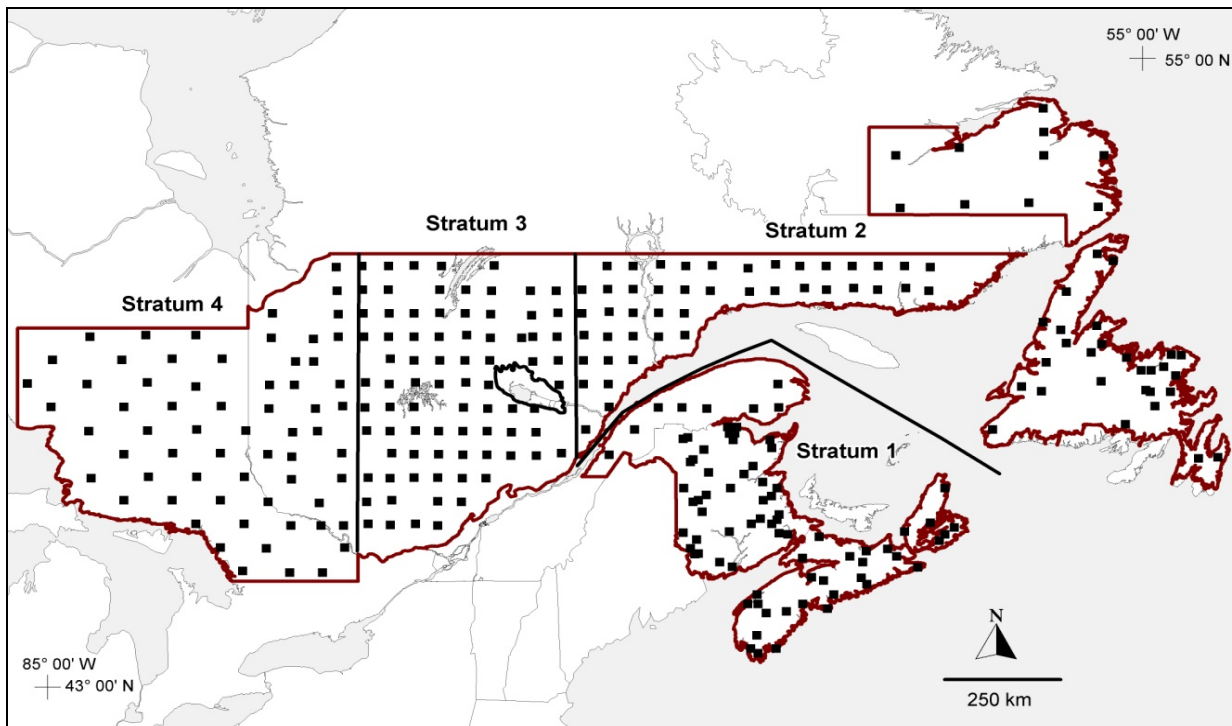 55° 00' W
55° 00 N
Stratum 3
Stratum 2
Stratum 4
Stratum 1
N
85° 00' W
43° 00' N
250 km